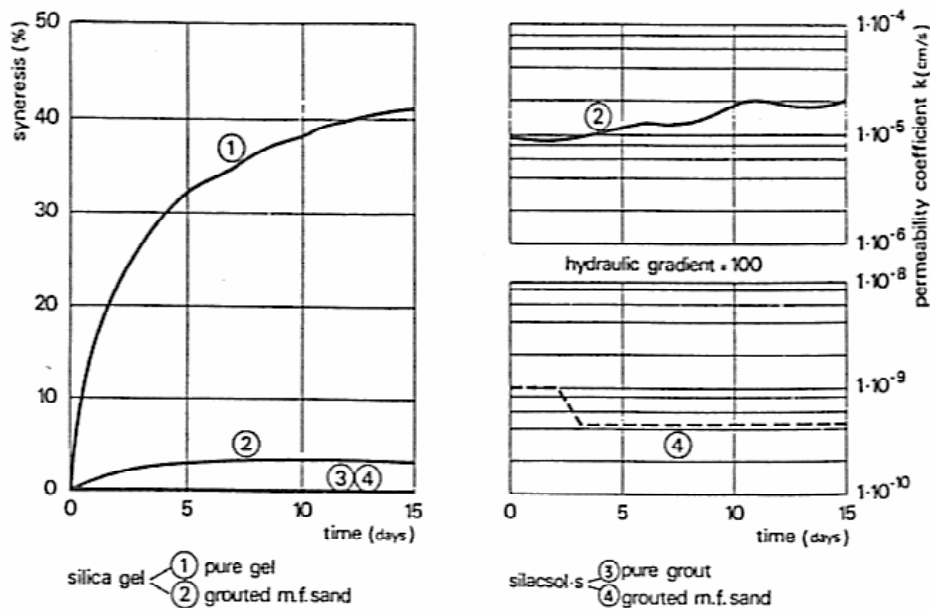 syneresis (%)
50
40
30
20
10
0
①
②
③④
0 5 10 15
time (days)
silica gel
① pure gel
② grouted m.f. sand
②
1·10⁻⁴
1·10⁻⁵
1·10⁻⁶
hydraulic gradient = 100
permeability coefficient k (cm/s)
1·10⁻⁸
1·10⁻⁹
1·10⁻¹⁰
④
0 5 10 15
time (days)
silacsol-s
③ pure grout
④ grouted m.f. sand